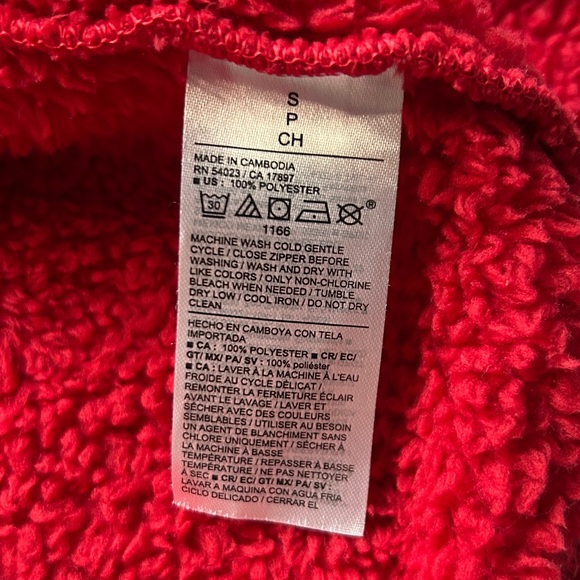 S
P
CH
MADE IN CAMBODIA
RN 54023 / CA 17897
■ US : 100% POLYESTER
30 ®
1166
MACHINE WASH COLD GENTLE
CYCLE / CLOSE ZIPPER BEFORE
WASHING / WASH AND DRY WITH
LIKE COLORS / ONLY NON-CHLORINE
BLEACH WHEN NEEDED / TUMBLE
DRY LOW / COOL IRON / DO NOT DRY
CLEAN
HECHO EN CAMBOYA CON TELA
IMPORTADA
■ CA : 100% POLYESTER ■ CR/ EC/
GT/ MX/ PA/ SV : 100% poliéster
■ CA : LAVER À LA MACHINE À L'EAU
FROIDE AU CYCLE DÉLICAT /
REMONTER LA FERMETURE ÉCLAIR
AVANT LE LAVAGE / LAVER ET
SÉCHER AVEC DES COULEURS
SEMBLABLES / UTILISER AU BESOIN
UN AGENT DE BLANCHIMENT SANS
CHLORE UNIQUEMENT / SÉCHER À
LA MACHINE À BASSE
TEMPÉRATURE / REPASSER À BASSE
TEMPÉRATURE / NE PAS NETTOYER
À SEC ■ CR/ EC/ GT/ MX/ PA/ SV :
LAVAR A MÁQUINA CON AGUA FRÍA
CICLO DELICADO / CERRAR EL